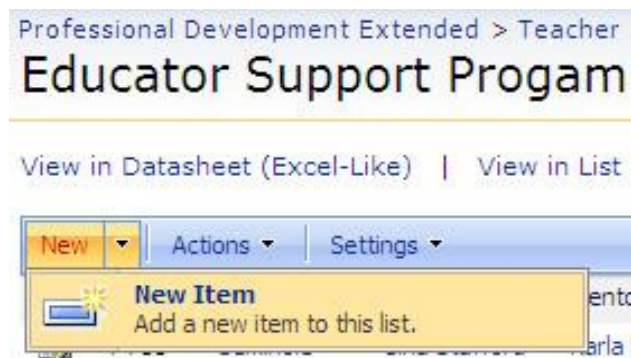 Professional Development Extended > Teacher
Educator Support Progam
View in Datasheet (Excel-Like) | View in List
New Actions Settings
New Item
Add a new item to this list.